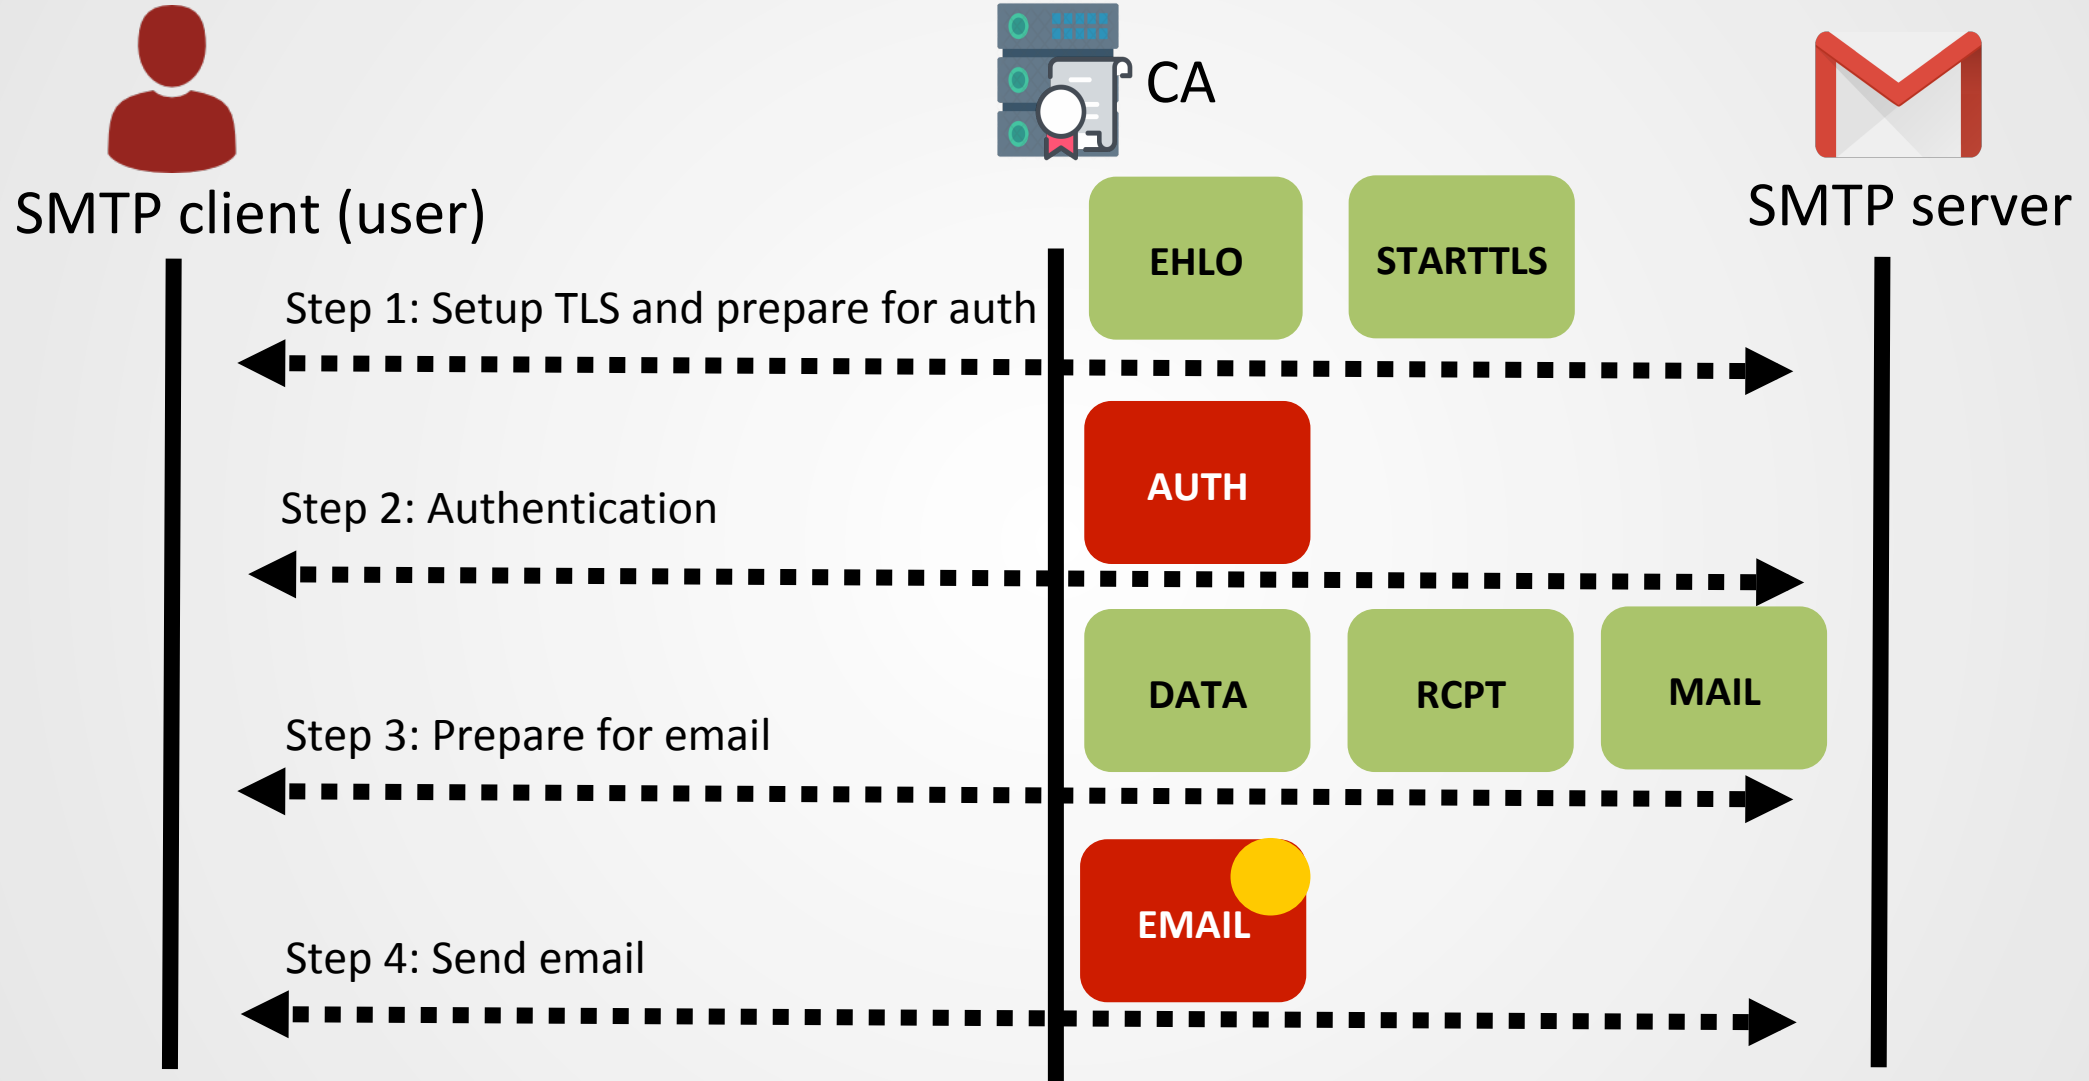 CA
SMTP client (user)
SMTP server
EHLO
STARTTLS
Step 1: Setup TLS and prepare for auth
AUTH
Step 2: Authentication
DATA
RCPT
MAIL
Step 3: Prepare for email
EMAIL
Step 4: Send email